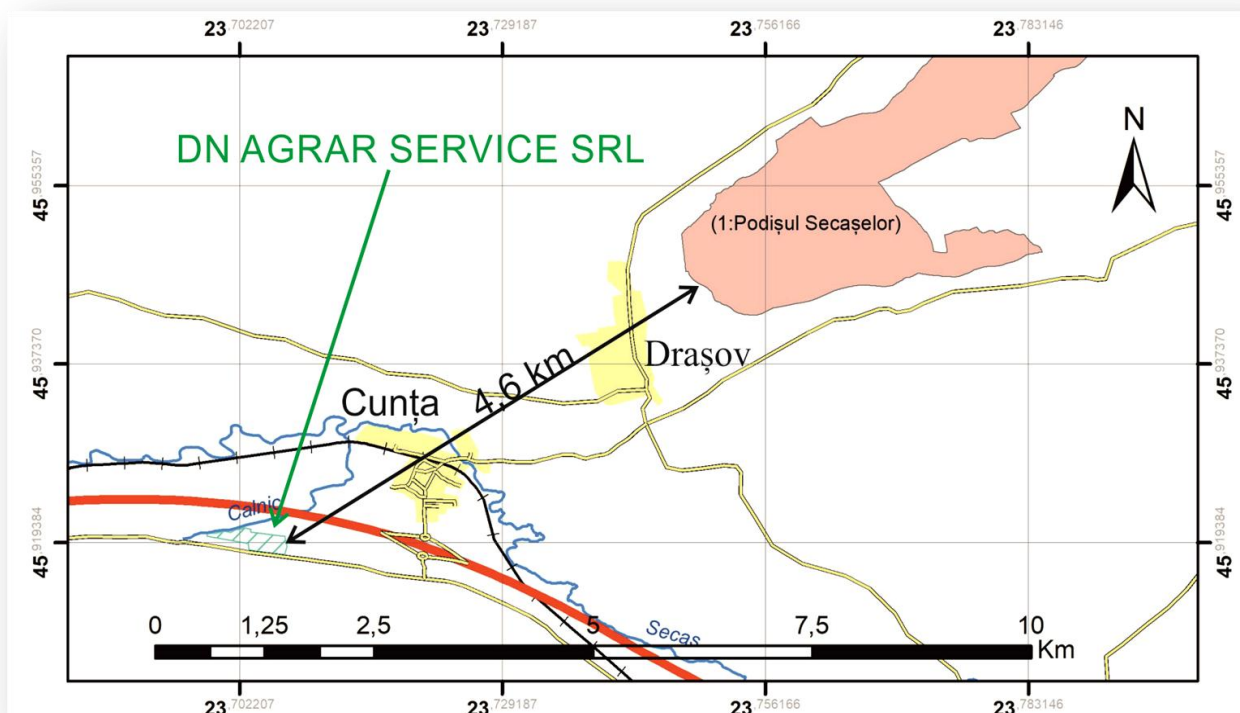 23,702207 23,729187 23,756166 23,783146
N
DN AGRAR SERVICE SRL
45,955357 45,955357
(1:Podișul Secașelor)
45,937370 45,937370
Drașov
4,6 km
Cunța
Calnic
45,919384 45,919384
0 1,25 2,5 5 7,5 10
Secas
Km
23,702207 23,729187 23,756166 23,783146